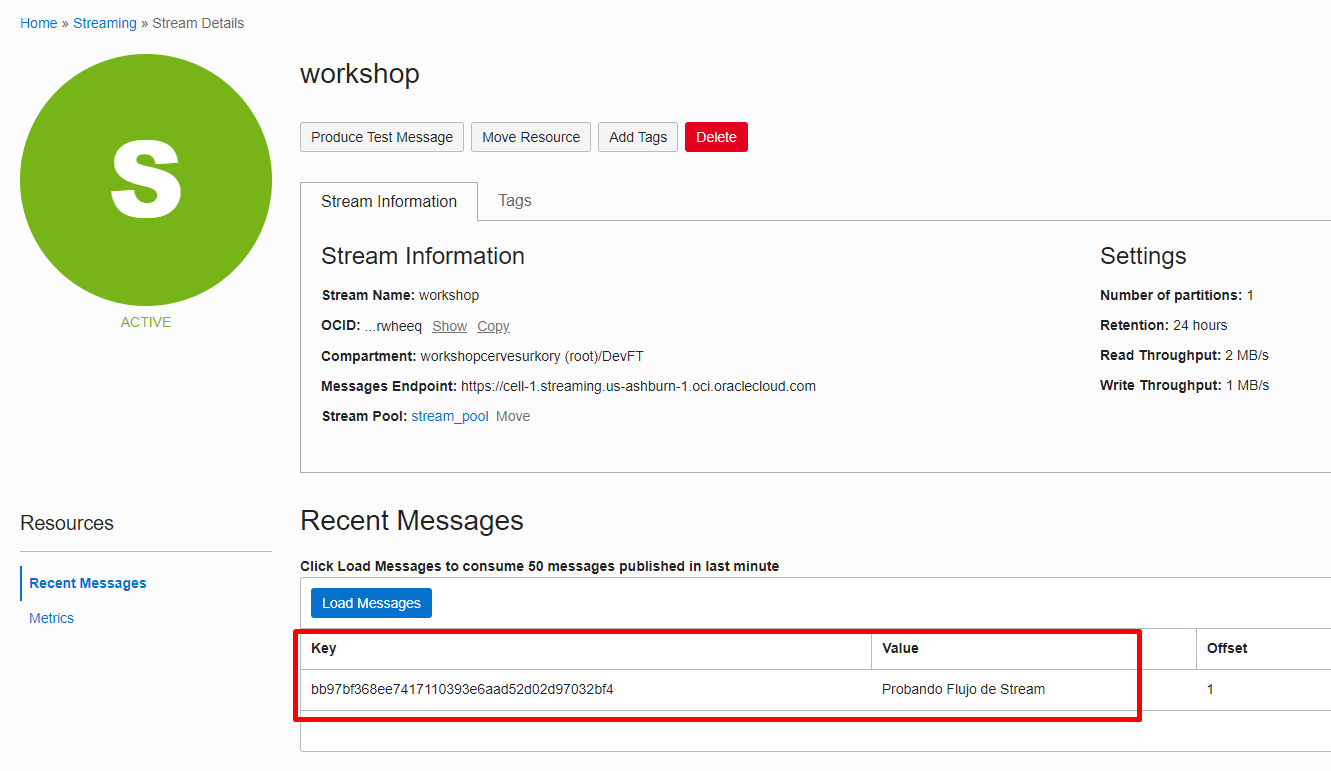 Home » Streaming » Stream Details
S
ACTIVE
workshop
Produce Test Message Move Resource Add Tags Delete
Stream Information Tags
Stream Information
Stream Name: workshop
OCID: ...rwheeq Show Copy
Compartment: workshopcervesurkory (root)/DevFT
Messages Endpoint: https://cell-1.streaming.us-ashburn-1.oci.oraclecloud.com
Stream Pool: stream_pool Move
Settings
Number of partitions: 1
Retention: 24 hours
Read Throughput: 2 MB/s
Write Throughput: 1 MB/s
Resources
Recent Messages
Metrics
Recent Messages
Click Load Messages to consume 50 messages published in last minute
Load Messages
Key Value Offset
bb97bf368ee7417110393e6aad52d02d97032bf4 Probando Flujo de Stream 1